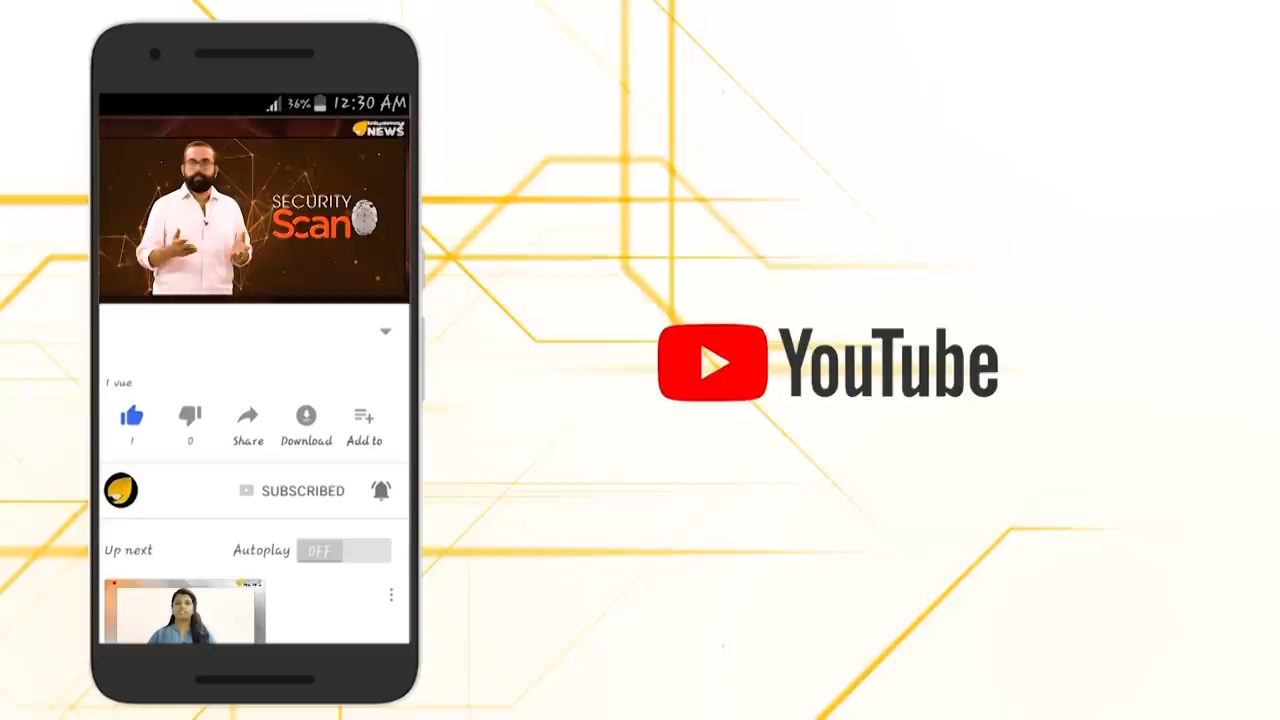 36% 12:30 AM
NEWS
SECURITY
Scan
1 vue
1 0 Share Download Add to
SUBSCRIBED
Up next Autoplay OFF
NEWS
YouTube